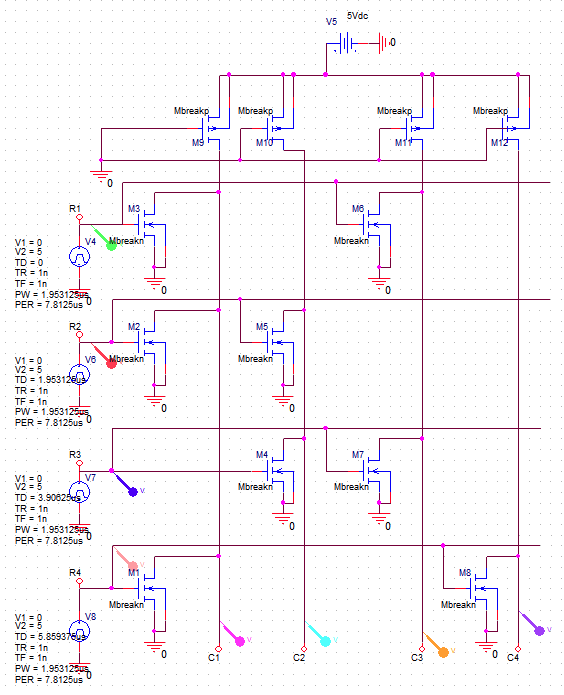 5Vdc
V5
0
Mbreakp Mbreakp Mbreakp Mbreakp
M9 M10 M11 M12
0
R1 M3 M6
V4 Mbreakn Mbreakn
V1 = 0
V2 = 5
TD = 0
TR = 1n
TF = 1n
PW = 1.953125us
PER = 7.8125us
0 0 0
R2 M2 M5
V6 Mbreakn Mbreakn
V1 = 0
V2 = 5
TD = 1.953125us
TR = 1n
TF = 1n
PW = 1.953125us
PER = 7.8125us
0 0 0
R3 M4 M7
V7 V Mbreakn Mbreakn
V1 = 0
V2 = 5
TD = 3.90625us
TR = 1n
TF = 1n
PW = 1.953125us
PER = 7.8125us
0 0 0
R4 V M1 M8
V8 Mbreakn Mbreakn
V1 = 0
V2 = 5
TD = 5.859375us
TR = 1n
TF = 1n
PW = 1.953125us
PER = 7.8125us
0 0 0
V V V V
C1 C2 C3 C4